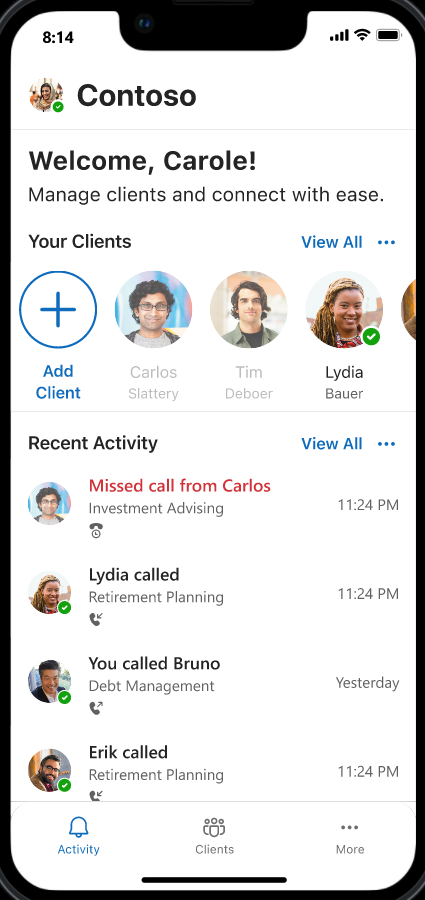 8:14
Contoso
Welcome, Carole!
Manage clients and connect with ease.
Your Clients
View All
Add
Client
Carlos
Slattery
Tim
Deboer
Lydia
Bauer
Recent Activity
View All
Missed call from Carlos
Investment Advising
11:24 PM
Lydia called
Retirement Planning
11:24 PM
You called Bruno
Debt Management
Yesterday
Erik called
Retirement Planning
11:24 PM
Activity
Clients
More